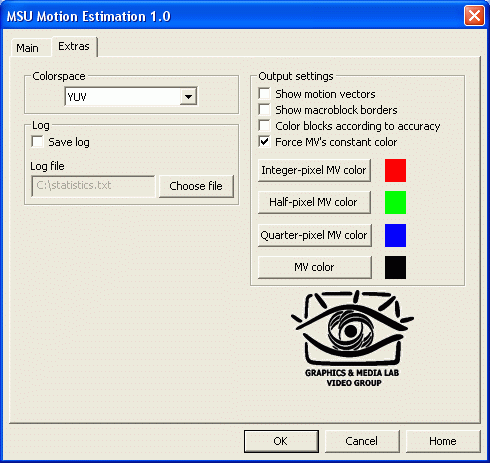 MSU Motion Estimation 1.0
Main
Extras
Colorspace
YUV
Log
Save log
Log file
C:\statistics.txt
Choose file
Output settings
Show motion vectors
Show macroblock borders
Color blocks according to accuracy
Force MV's constant color
Integer-pixel MV color
Half-pixel MV color
Quarter-pixel MV color
MV color
GRAPHICS & MEDIA LAB
VIDEO GROUP
OK
Cancel
Home